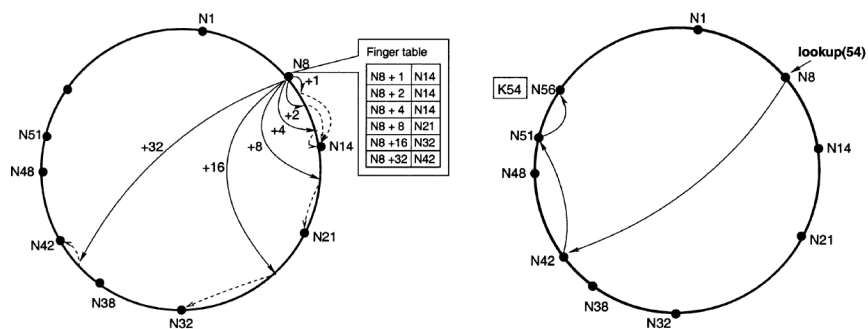 N1
N8
Finger table
N8 + 1 N14
N8 + 2 N14
N8 + 4 N14
N8 + 8 N21
N8 +16 N32
N8 +32 N42
+1
+2
+4
+8
+16
+32
N51
N48
N42
N38
N32
N21
N14
N1
lookup(54)
N8
K54 N56
N51
N48
N42
N38
N32
N21
N14